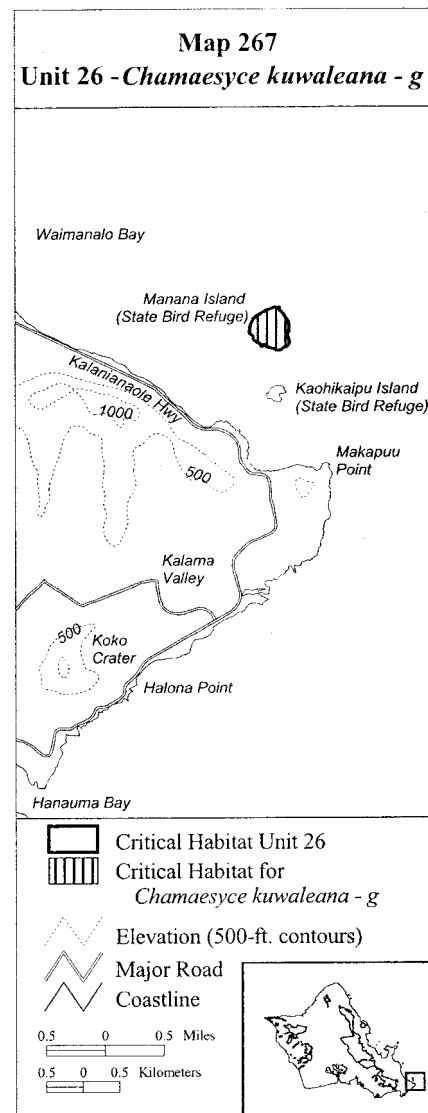 Map 267
Unit 26 - Chamaesyce kuwaleana - g
Waimanalo Bay
Manana Island
(State Bird Refuge)
Kalanianaole Hwy
1000
Kaohikaipu Island
(State Bird Refuge)
Makapuu
Point
500
Kalama
Valley
500
Koko
Crater
Halona Point
Hanauma Bay
Critical Habitat Unit 26
Critical Habitat for
Chamaesyce kuwaleana - g
Elevation (500-ft. contours)
Major Road
Coastline
0.5 0 0.5 Miles
0.5 0 0.5 Kilometers